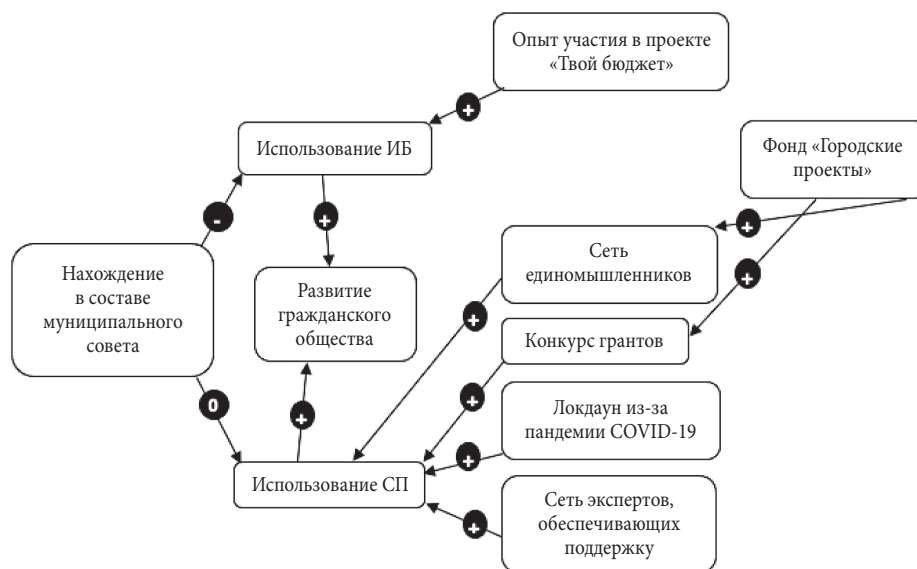 Опыт участия в проекте
«Твой бюджет»
+
Использование ИБ
Фонд «Городские
проекты»
-
+
+
Сеть
единомышленников
Нахождение
в составе
муниципального
совета
Развитие
гражданского
общества
+
+
Конкурс грантов
+
0
+
Локдаун из-за
пандемии COVID-19
+
Использование СП
Сеть экспертов,
обеспечивающих
поддержку
+